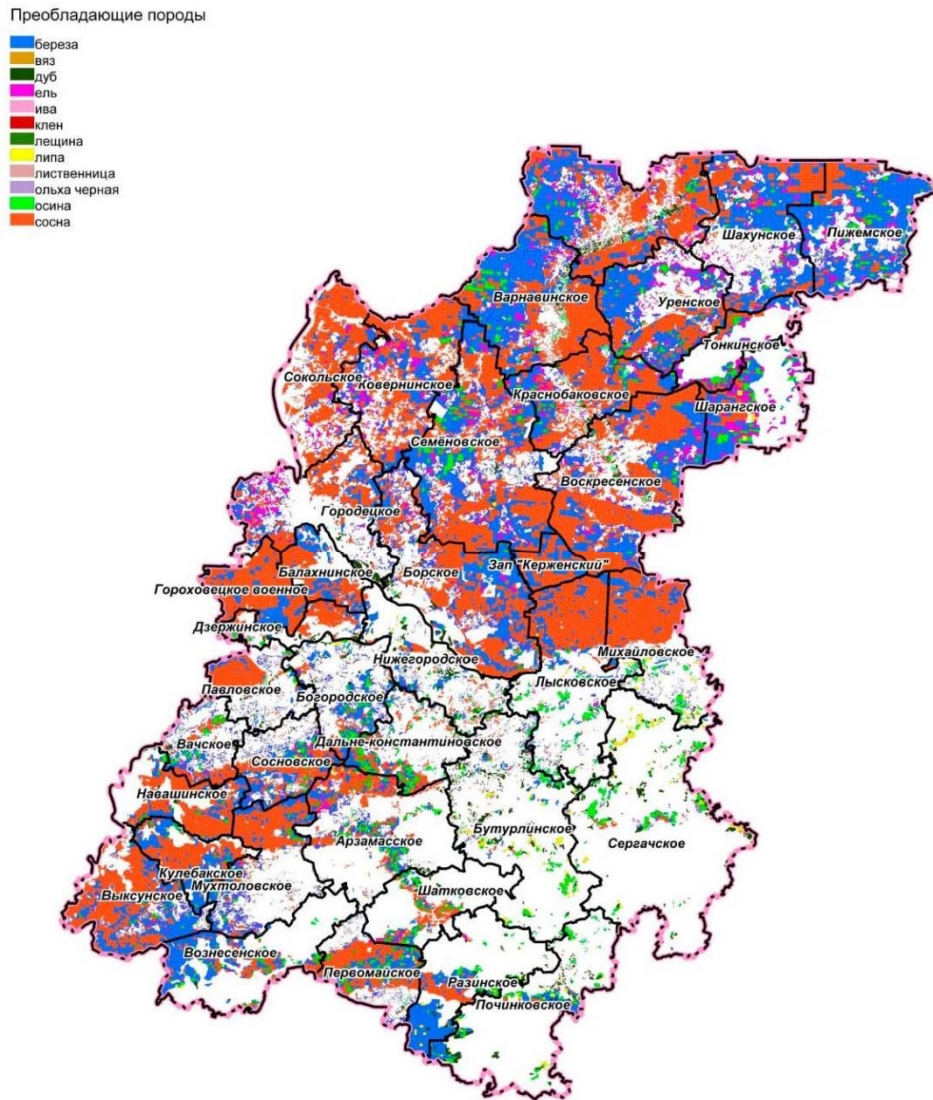 Преобладающие породы
береза
вяз
дуб
ель
ива
клен
лещина
липа
лиственница
ольха черная
осина
сосна
Шахунское
Пижемское
Варнавинское
Уренское
Тонкинское
Сокольское
Ковернинское
Краснобаковское
Шарангское
Семёновское
Воскресенское
Городецкое
Зап "Керженский"
Балахнинское
Борское
Гороховецкое военное
Дзержинское
Михайловское
Нижегородское
Лысковское
Павловское
Богородское
Вачское
Дальне-константиновское
Сосновское
Навашинское
Бутурлинское
Арзамасское
Сергачское
Кулебакское
Мухтоловское
Выксунское
Шатковское
Вознесенское
Первомайское
Разинское
Починковское